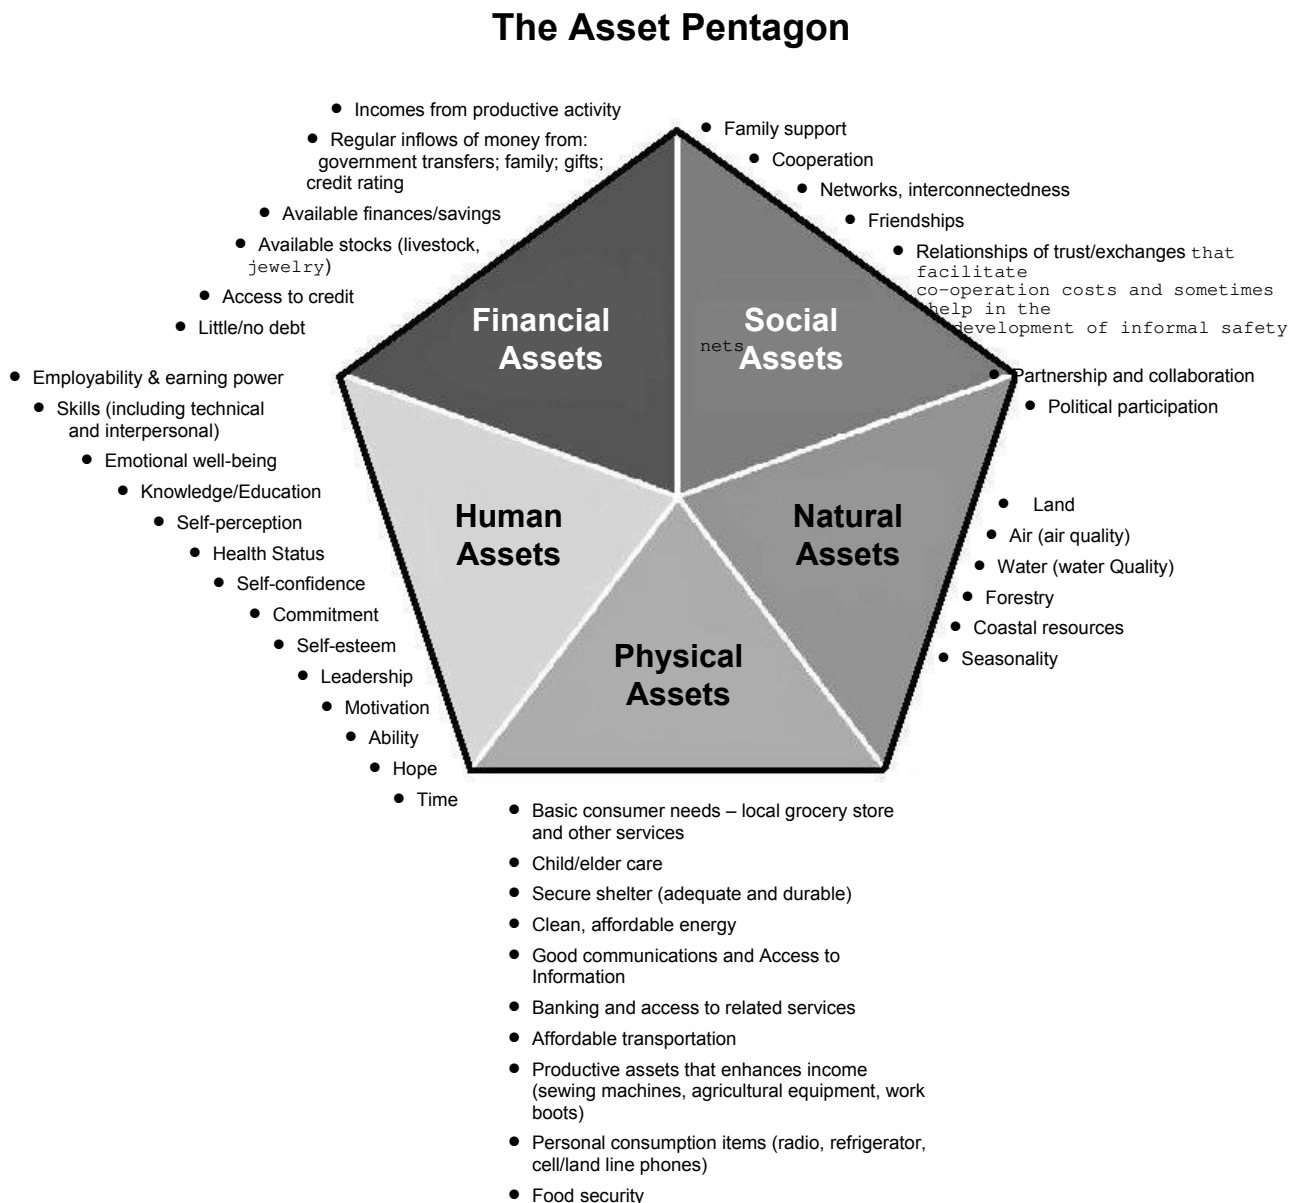 The Asset Pentagon
● Incomes from productive activity
● Regular inflows of money from:
government transfers; family; gifts;
credit rating
● Available finances/savings
● Available stocks (livestock,
jewelry)
● Access to credit
● Little/no debt
● Family support
● Cooperation
● Networks, interconnectedness
● Friendships
● Relationships of trust/exchanges that
facilitate
co-operation costs and sometimes
help in the
development of informal safety
nets
● Partnership and collaboration
● Political participation
Financial
Assets
Social
Assets
● Employability & earning power
● Skills (including technical
and interpersonal)
● Emotional well-being
● Knowledge/Education
● Self-perception
● Health Status
● Self-confidence
● Commitment
● Self-esteem
● Leadership
● Motivation
● Ability
● Hope
● Time
Human
Assets
Natural
Assets
● Land
● Air (air quality)
● Water (water Quality)
● Forestry
● Coastal resources
● Seasonality
Physical
Assets
● Basic consumer needs – local grocery store
and other services
● Child/elder care
● Secure shelter (adequate and durable)
● Clean, affordable energy
● Good communications and Access to
Information
● Banking and access to related services
● Affordable transportation
● Productive assets that enhances income
(sewing machines, agricultural equipment, work
boots)
● Personal consumption items (radio, refrigerator,
cell/land line phones)
● Food security